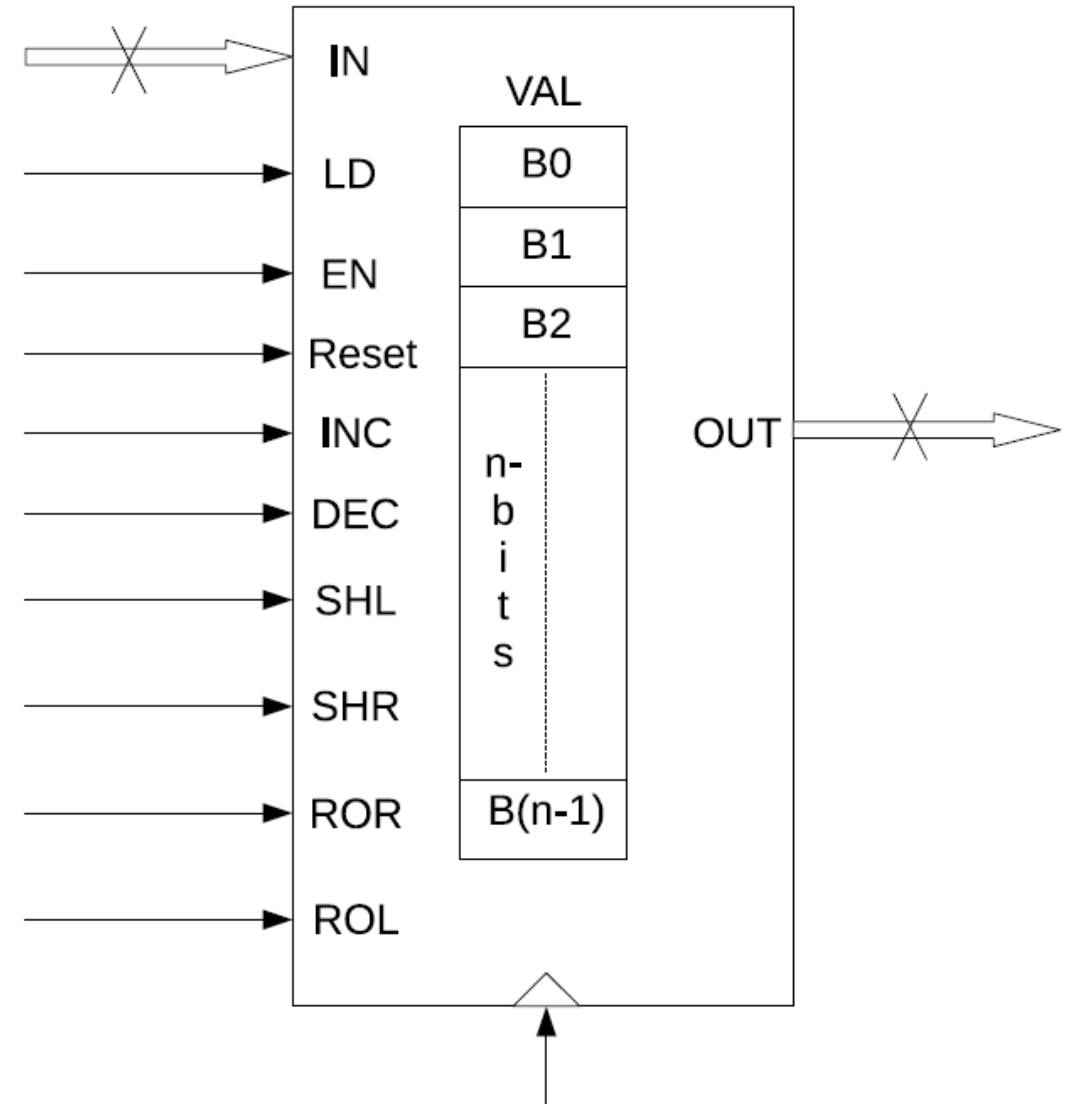 IN
VAL
B0
LD
B1
EN
B2
Reset
INC
OUT
n-
b
i
t
s
DEC
SHL
SHR
ROR
B(n-1)
ROL